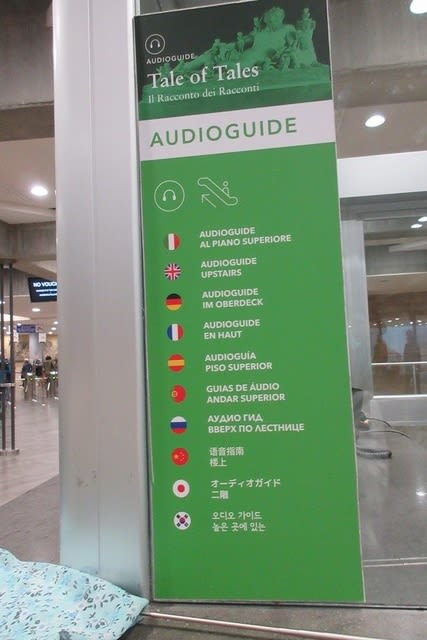 AUDIOGUIDE
Tale of Tales
Il Racconto dei Racconti
AUDIOGUIDE
AUDIOGUIDE
AL PIANO SUPERIORE
AUDIOGUIDE
UPSTAIRS
AUDIOGUIDE
IM OBERDECK
AUDIOGUIDE
EN HAUT
AUDIOGUÍA
PISO SUPERIOR
GUIAS DE ÁUDIO
ANDAR SUPERIOR
АУДИО ГИД
ВВЕРХ ПО ЛЕСТНИЦЕ
语音指南
楼上
オーディオガイド
二階
오디오 가이드
높은 곳에 있는
NO VOUCH